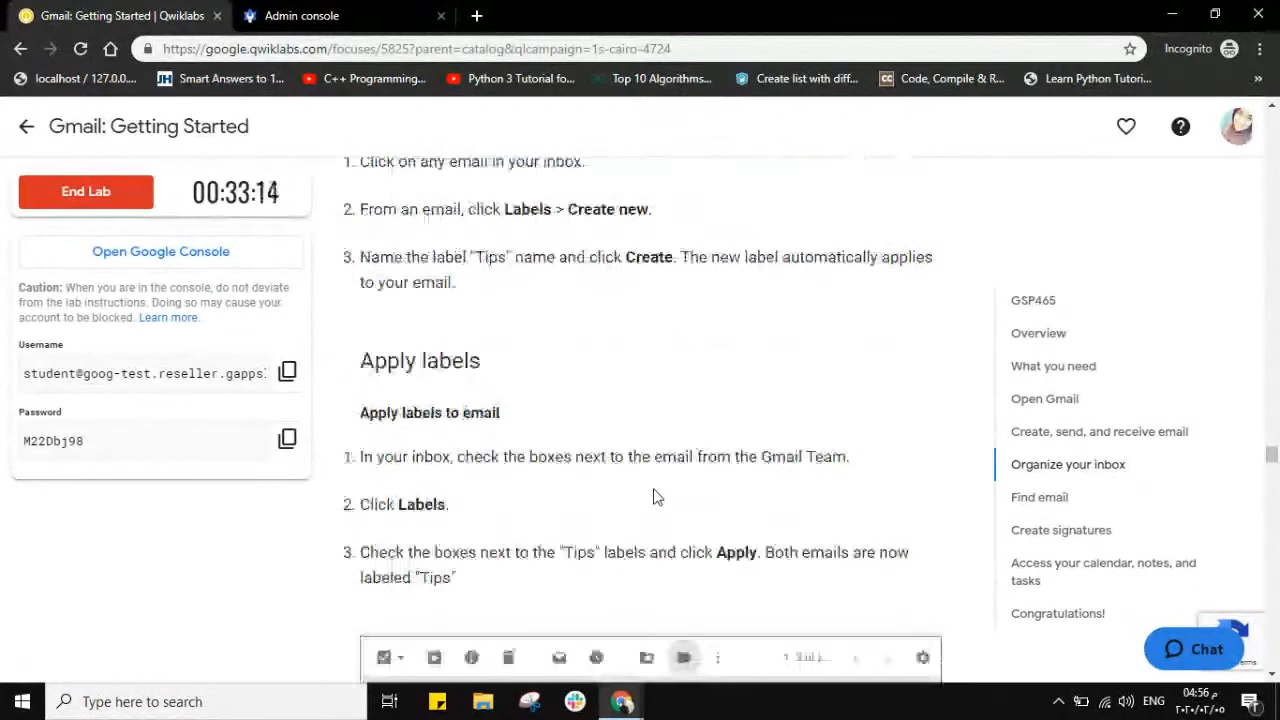 Gmail: Getting Started | Qwiklabs
Admin console
https://google.qwiklabs.com/focuses/5825?parent=catalog&qlcampaign=1s-cairo-4724
Incognito
localhost / 127.0.0....
Smart Answers to 1...
C++ Programming...
Python 3 Tutorial fo...
Top 10 Algorithms...
Create list with diff...
Code, Compile & R...
Learn Python Tutori...
Gmail: Getting Started
End Lab
00:33:14
Open Google Console
Caution: When you are in the console, do not deviate
from the lab instructions. Doing so may cause your
account to be blocked. Learn more.
Username
student@goog-test.reseller.gapps.
Password
M22Dbj98
1. Click on any email in your inbox.
2. From an email, click Labels > Create new.
3. Name the label "Tips" name and click Create. The new label automatically applies
to your email.
Apply labels
Apply labels to email
1. In your inbox, check the boxes next to the email from the Gmail Team.
2. Click Labels.
3. Check the boxes next to the "Tips" labels and click Apply. Both emails are now
labeled "Tips"
GSP465
Overview
What you need
Open Gmail
Create, send, and receive email
Organize your inbox
Find email
Create signatures
Access your calendar, notes, and
tasks
Congratulations!
Chat
Type here to search
ENG
04:56 م